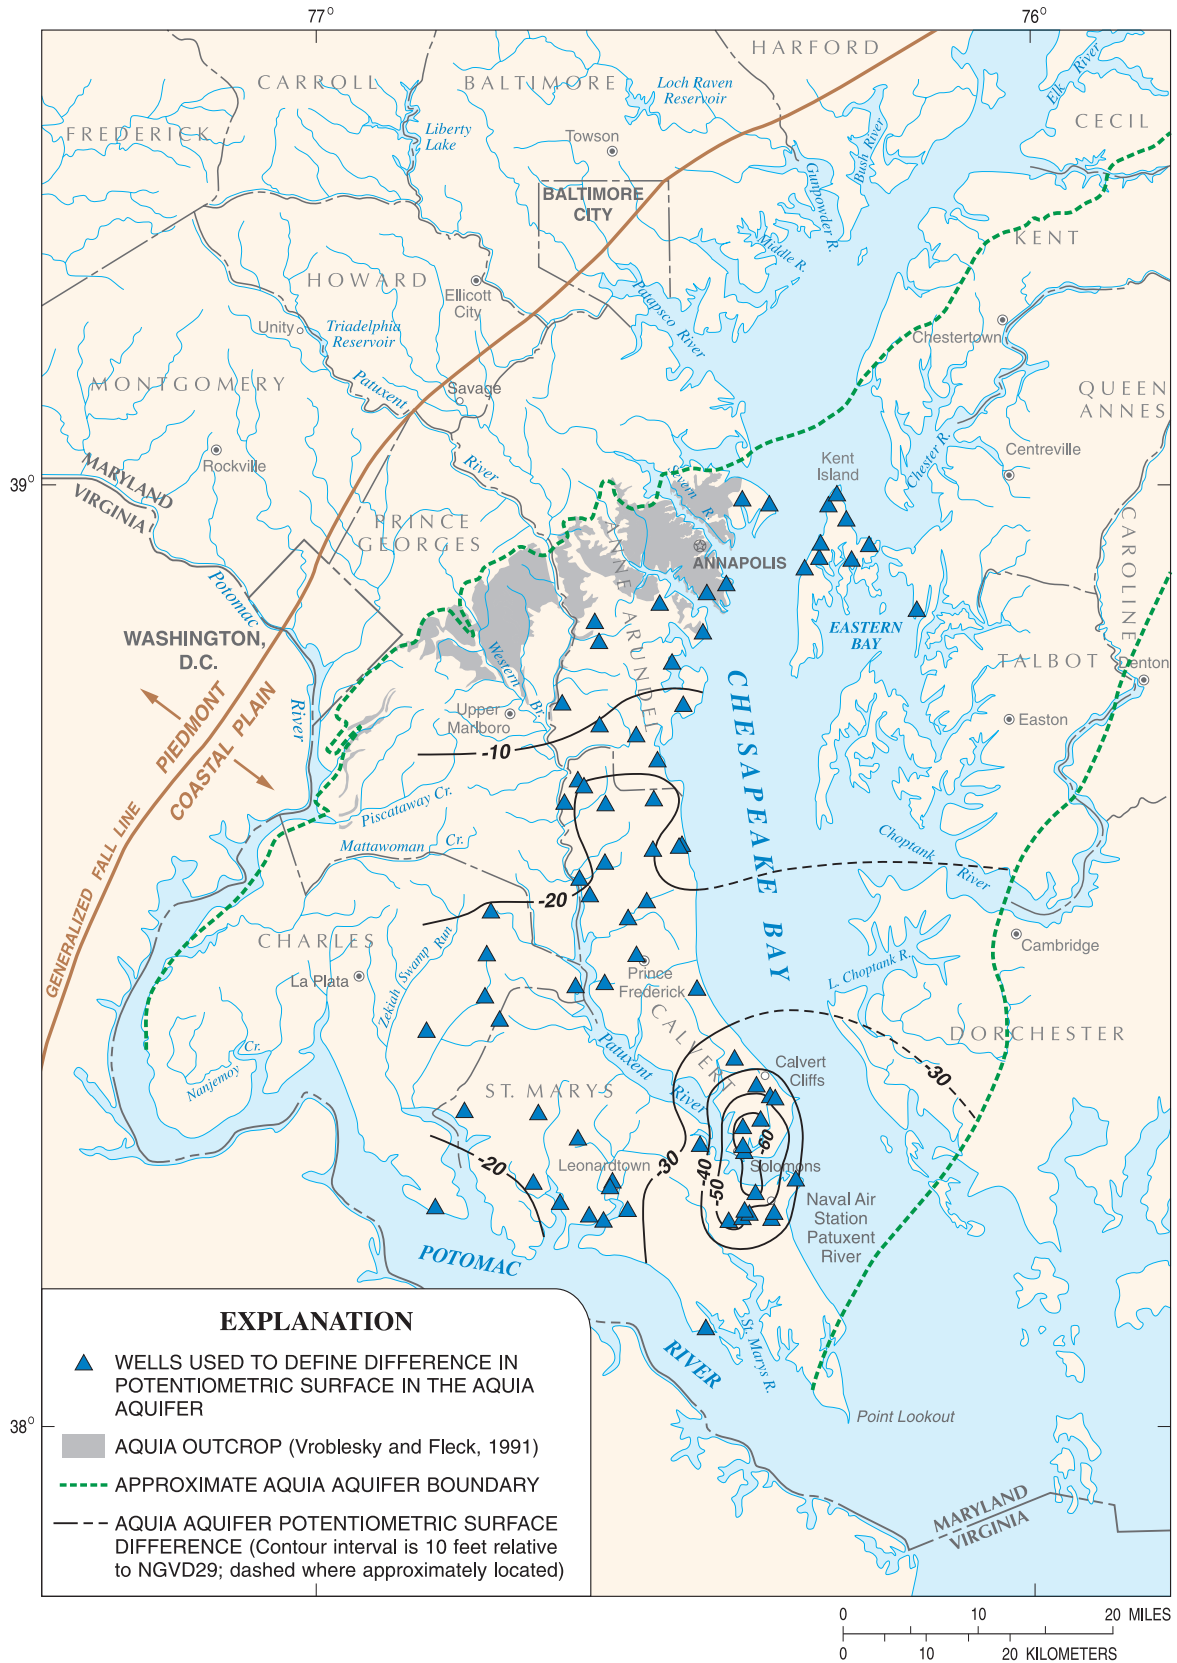 77°
76°
HARFORD
CARROLL
BALTIMORE
Loch Raven
Reservoir
Elk River
FREDERICK
Liberty
Lake
Towson
CECIL
Bush River
Gunpowder R.
BALTIMORE
CITY
Middle R.
KENT
HOWARD
Ellicott
City
Patapsco River
Unity
Triadelphia
Reservoir
Chestertown
MONTGOMERY
Patuxent
River
Savage
QUEEN
ANNES
Rockville
Chester R.
Centreville
Kent
Island
39°
MARYLAND
VIRGINIA
Severn R.
PRINCE
GEORGES
ANNE ARUNDEL
ANNAPOLIS
CAROLINE
Potomac
River
WASHINGTON,
D.C.
EASTERN
BAY
TALBOT
Denton
Western
Br.
Upper
Marlboro
Easton
PIEDMONT
COASTAL PLAIN
GENERALIZED FALL LINE
-10
CHESAPEAKE BAY
Piscataway Cr.
Mattawoman Cr.
Choptank
River
-20
CHARLES
La Plata
Zekiah Swamp Run
Cambridge
L. Choptank R.
Prince
Frederick
CALVERT
DORCHESTER
Patuxent
River
Nanjemoy
Cr.
Calvert
Cliffs
-30
ST. MARYS
Leonardtown
-20
-30
-40
-50
-60
Solomons
Naval Air
Station
Patuxent
River
POTOMAC
RIVER
St. Marys R.
Point Lookout
38°
MARYLAND
VIRGINIA
EXPLANATION
WELLS USED TO DEFINE DIFFERENCE IN
POTENTIOMETRIC SURFACE IN THE AQUIA
AQUIFER
AQUIA OUTCROP (Vroblesky and Fleck, 1991)
APPROXIMATE AQUIA AQUIFER BOUNDARY
AQUIA AQUIFER POTENTIOMETRIC SURFACE
DIFFERENCE (Contour interval is 10 feet relative
to NGVD29; dashed where approximately located)
0 10 20 MILES
0 10 20 KILOMETERS